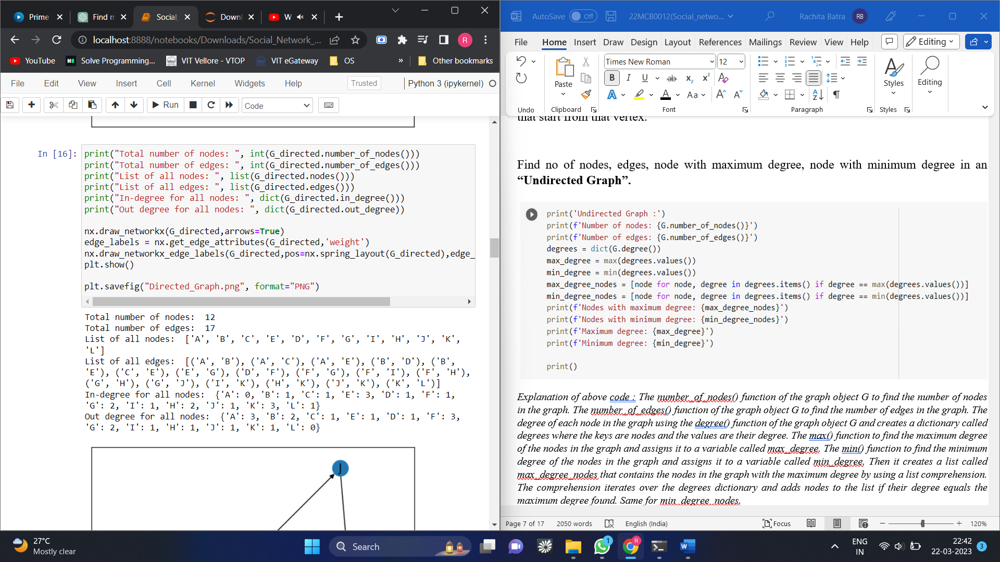 Prime
Find m
Social_
Downl
W
localhost:8888/notebooks/Downloads/Social_Network_...
R
YouTube
Solve Programming...
VIT Vellore - VTOP
VIT eGateway
OS
»
Other bookmarks
File Edit View Insert Cell Kernel Widgets Help
Trusted
Python 3 (ipykernel)
Run
Code
In [16]:
print("Total number of nodes: ", int(G_directed.number_of_nodes()))
print("Total number of edges: ", int(G_directed.number_of_edges()))
print("List of all nodes: ", list(G_directed.nodes()))
print("List of all edges: ", list(G_directed.edges()))
print("In-degree for all nodes: ", dict(G_directed.in_degree()))
print("Out degree for all nodes: ", dict(G_directed.out_degree))
nx.draw_networkx(G_directed,arrows=True)
edge_labels = nx.get_edge_attributes(G_directed,'weight')
nx.draw_networkx_edge_labels(G_directed,pos=nx.spring_layout(G_directed),edge_
plt.show()
plt.savefig("Directed_Graph.png", format="PNG")
Total number of nodes:  12
Total number of edges:  17
List of all nodes:  ['A', 'B', 'C', 'E', 'D', 'F', 'G', 'I', 'H', 'J', 'K',
'L']
List of all edges:  [('A', 'B'), ('A', 'C'), ('A', 'E'), ('B', 'D'), ('B',
'E'), ('C', 'E'), ('E', 'G'), ('D', 'F'), ('F', 'G'), ('F', 'I'), ('F', 'H'),
('G', 'H'), ('G', 'J'), ('I', 'K'), ('H', 'K'), ('J', 'K'), ('K', 'L')]
In-degree for all nodes:  {'A': 0, 'B': 1, 'C': 1, 'E': 3, 'D': 1, 'F': 1,
'G': 2, 'I': 1, 'H': 2, 'J': 1, 'K': 3, 'L': 1}
Out degree for all nodes:  {'A': 3, 'B': 2, 'C': 1, 'E': 1, 'D': 1, 'F': 3,
'G': 2, 'I': 1, 'H': 1, 'J': 1, 'K': 1, 'L': 0}
J
AutoSave Off
22MCB0012(Social_netwo...
Rachita Batra
RB
File Home Insert Draw Design Layout References Mailings Review View Help
Editing
Times New Roman
12
Paste
Styles
Editing
Undo
Clipboard
Font
Paragraph
Styles
that start from that vertex.
Find no of nodes, edges, node with maximum degree, node with minimum degree in an
“Undirected Graph”.
print('Undirected Graph :')
print(f'Number of nodes: {G.number_of_nodes()}')
print(f'Number of edges: {G.number_of_edges()}')
degrees = dict(G.degree())
max_degree = max(degrees.values())
min_degree = min(degrees.values())
max_degree_nodes = [node for node, degree in degrees.items() if degree == max(degrees.values())]
min_degree_nodes = [node for node, degree in degrees.items() if degree == min(degrees.values())]
print(f'Nodes with maximum degree: {max_degree_nodes}')
print(f'Nodes with minimum degree: {min_degree_nodes}')
print(f'Maximum degree: {max_degree}')
print(f'Minimum degree: {min_degree}')
print()
Explanation of above code : The number_of_nodes() function of the graph object G to find the number of nodes
in the graph. The number_of_edges() function of the graph object G to find the number of edges in the graph. The
degree of each node in the graph using the degree() function of the graph object G and creates a dictionary called
degrees where the keys are nodes and the values are their degree. The max() function to find the maximum degree
of the nodes in the graph and assigns it to a variable called max_degree. The min() function to find the minimum
degree of the nodes in the graph and assigns it to a variable called min_degree. Then it creates a list called
max_degree_nodes that contains the nodes in the graph with the maximum degree by using a list comprehension.
The comprehension iterates over the degrees dictionary and adds nodes to the list if their degree equals the
maximum degree found. Same for min_degree_nodes.
Page 7 of 17
2050 words
English (India)
Focus
120%
27°C
Mostly clear
Search
1
R
ENG
IN
22:42
22-03-2023
3